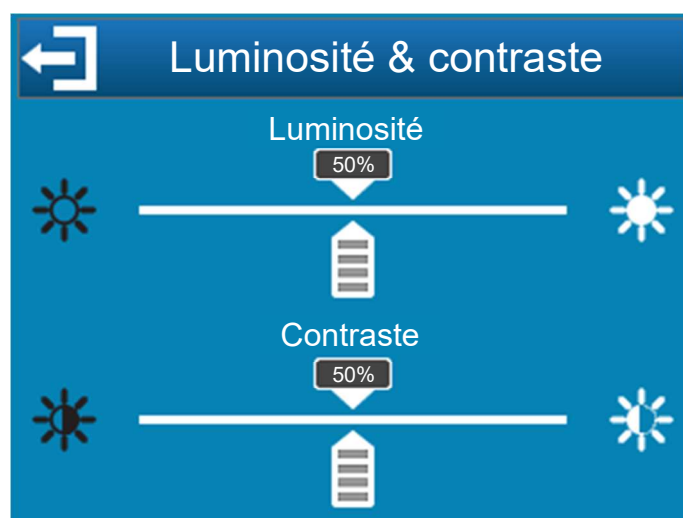 Luminosité & contraste
Luminosité
50%
Contraste
50%